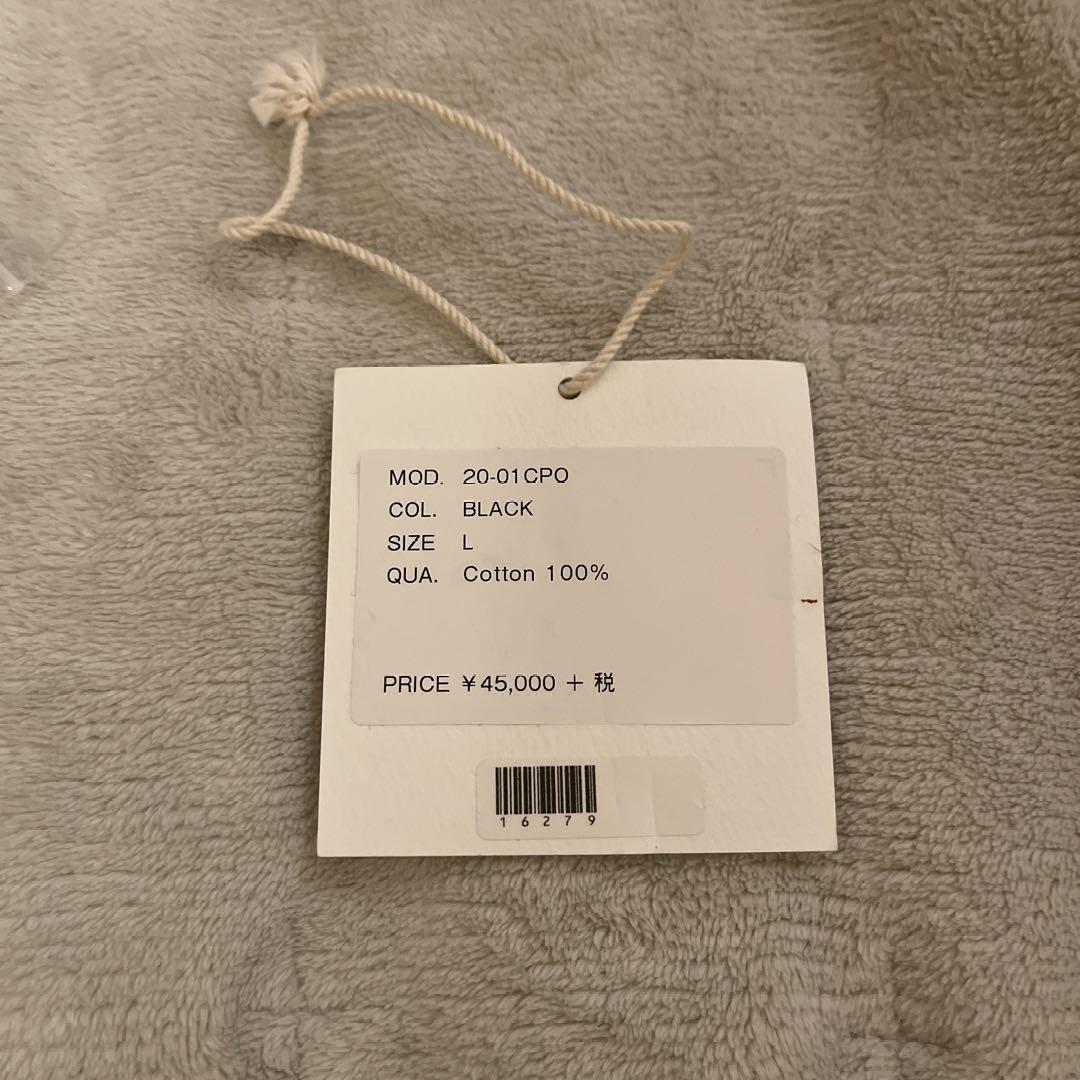 MOD. 20-01CPO
COL. BLACK
SIZE L
QUA. Cotton 100%
PRICE ¥45,000 + 税
16279